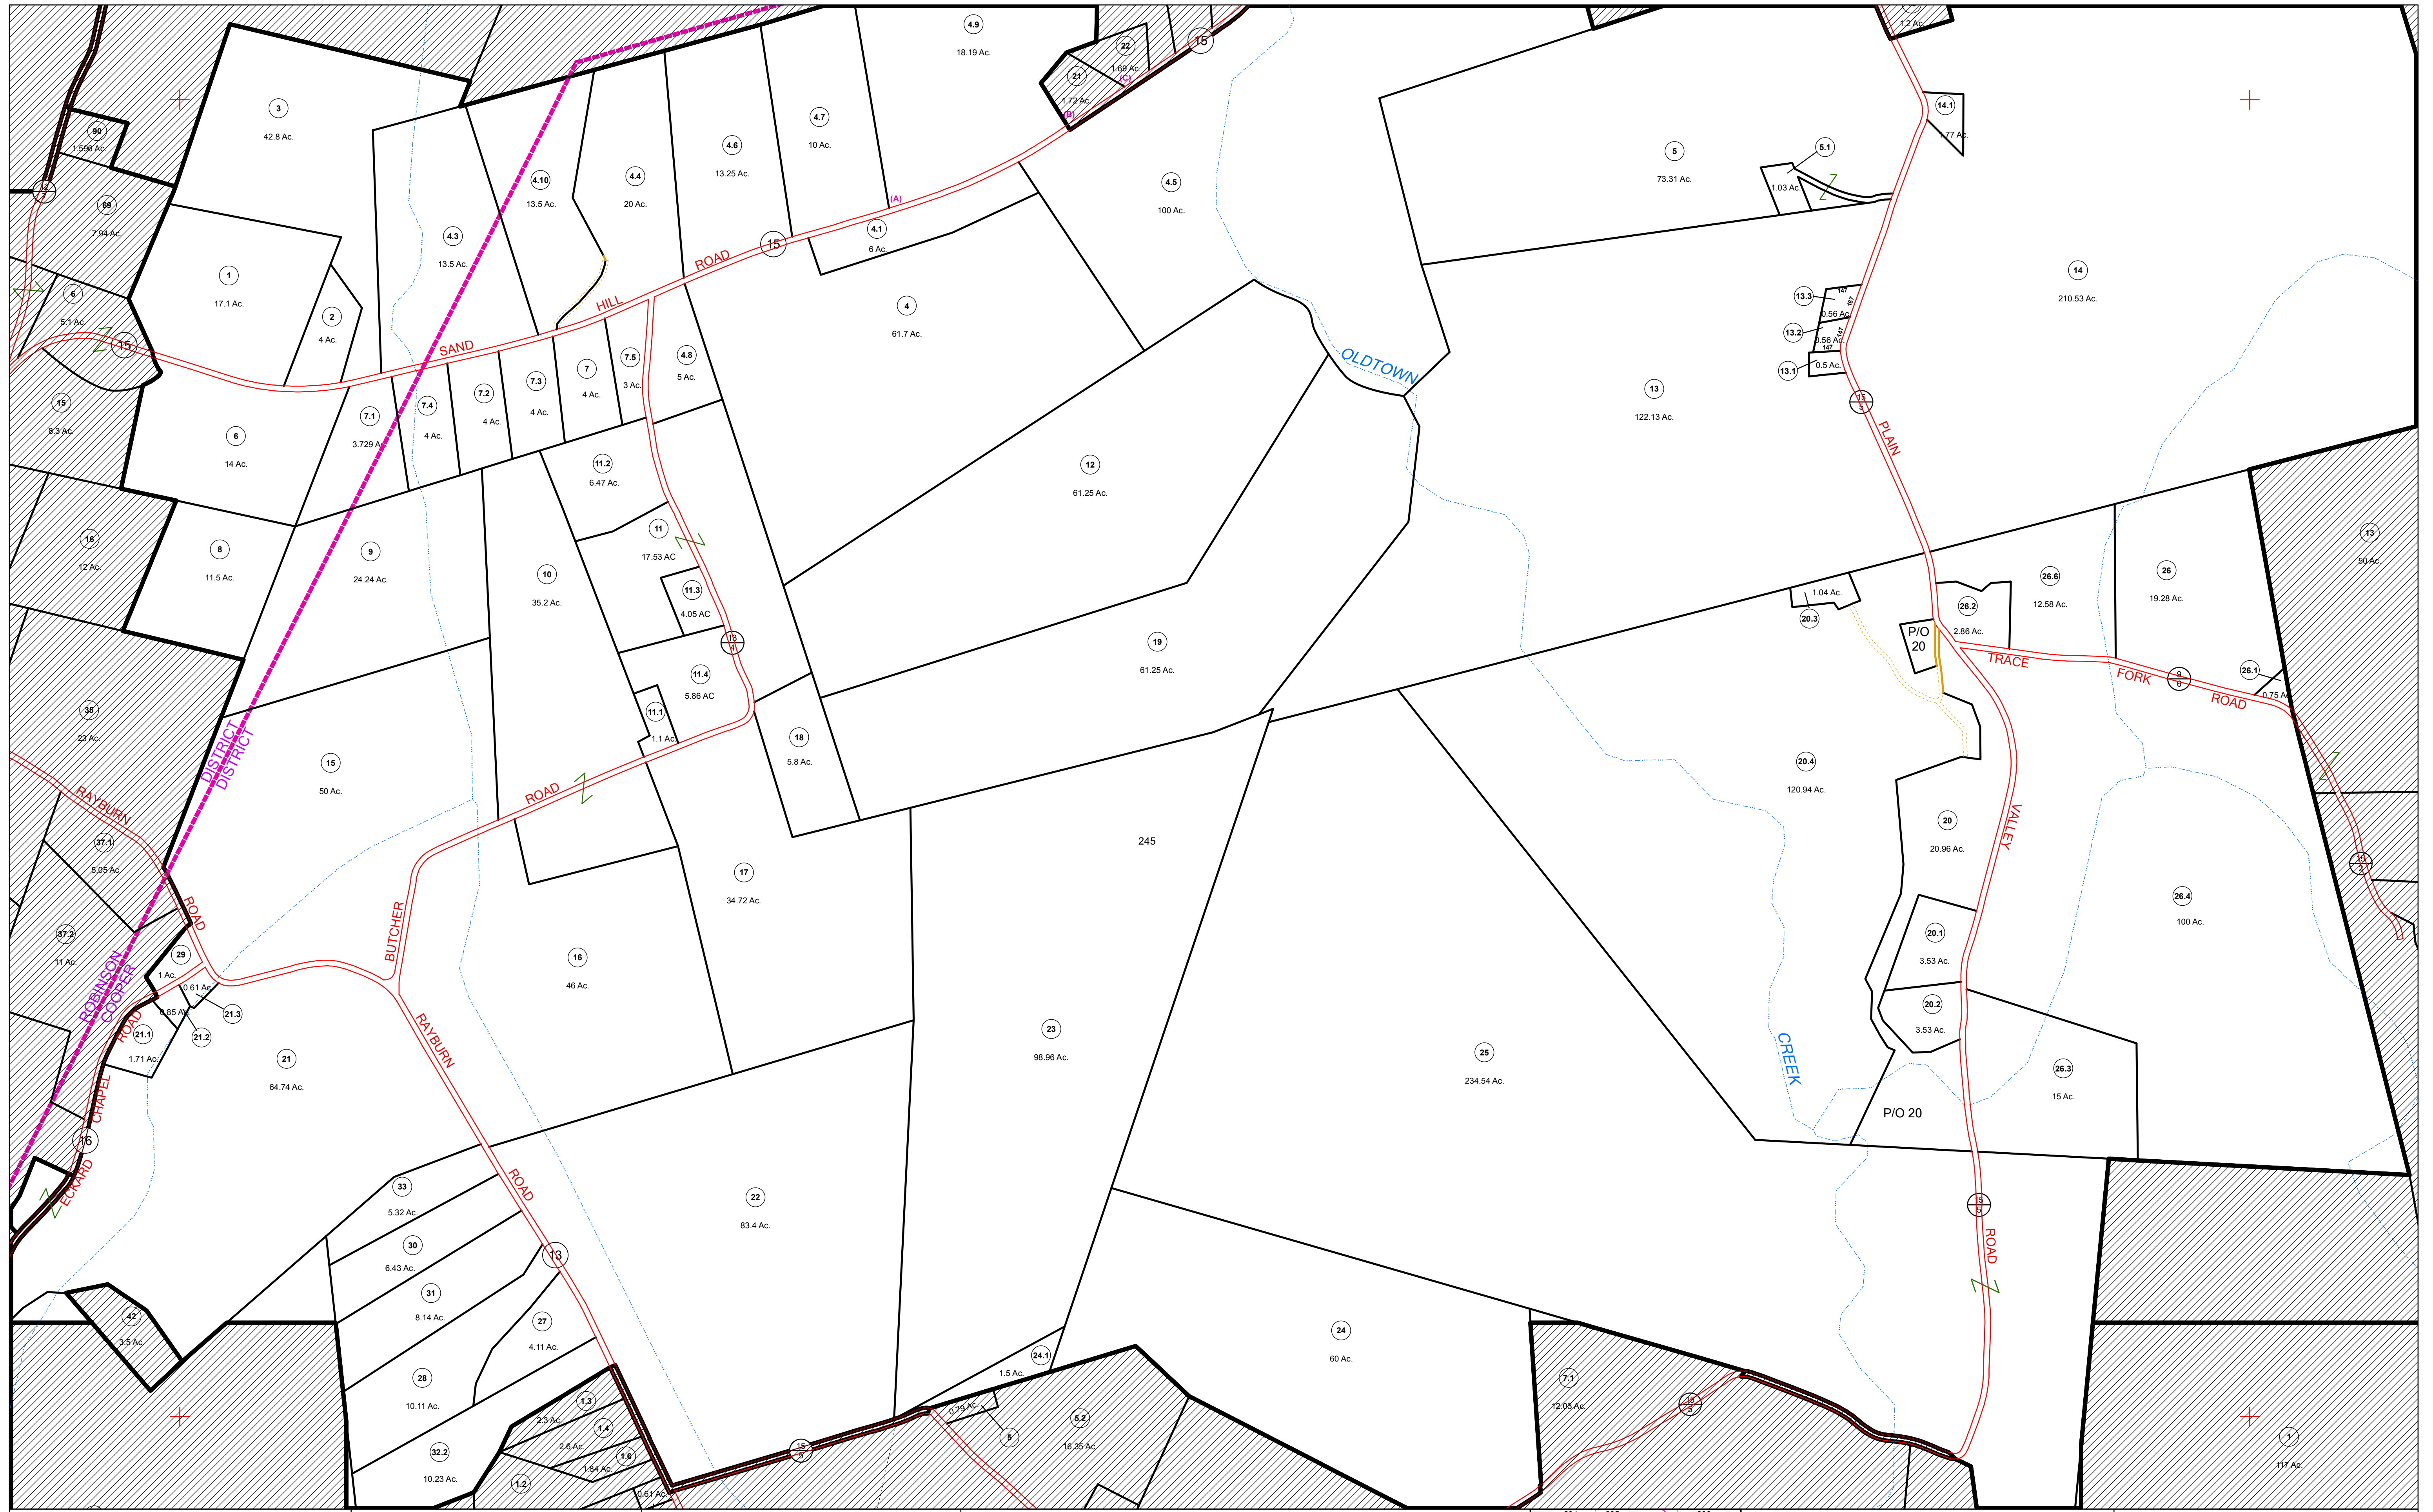 4.9
18.19 Ac.
22
1.69 Ac.
(C)
15
21
1.72 Ac.
(B)
1.2 Ac.
3
42.8 Ac.
90
1.596 Ac.
12
69
7.94 Ac.
14.1
1.77 Ac.
4.7
10 Ac.
4.6
13.25 Ac.
4.10
13.5 Ac.
4.4
20 Ac.
4.5
100 Ac.
5
73.31 Ac.
5.1
1.03 Ac.
(A)
4.1
6 Ac.
4.3
13.5 Ac.
15
SAND
HILL
ROAD
1
17.1 Ac.
2
4 Ac.
6
5.1 Ac.
15
4
61.7 Ac.
14
210.53 Ac.
13.3
147
167
0.56 Ac.
13.2
147
0.56 Ac.
147
13.1
0.5 Ac.
15
5
OLDTOWN
7.5
3 Ac.
4.8
5 Ac.
7
4 Ac.
7.3
4 Ac.
7.2
4 Ac.
7.4
4 Ac.
7.1
3.729 A
15
8.3 Ac.
6
14 Ac.
13
122.13 Ac.
PLAIN
12
61.25 Ac.
11.2
6.47 Ac.
11
17.53 AC
11.3
4.05 AC
13
4
11.4
5.86 AC
11.1
1.1 Ac.
16
12 Ac.
8
11.5 Ac.
9
24.24 Ac.
10
35.2 Ac.
13
50 Ac.
26
19.28 Ac.
26.6
12.58 Ac.
26.2
2.86 Ac.
1.04 Ac.
20.3
P/O
20
TRACE
FORK
9
6
ROAD
26.1
0.75 A
19
61.25 Ac.
35
23 Ac.
DISTRICT
DISTRICT
15
50 Ac.
18
5.8 Ac.
RAYBURN
ROAD
37.1
5.05 Ac.
ROAD
BUTCHER
20.4
120.94 Ac.
20
20.96 Ac.
VALLEY
245
15
2
17
34.72 Ac.
26.4
100 Ac.
37.2
11 Ac.
ROBINSON
COOPER
29
1 Ac.
0.61 Ac.
0.85 A
21.3
21.2
21.1
1.71 Ac.
ROAD
CHAPEL
16
ECKARD
16
46 Ac.
20.1
3.53 Ac.
20.2
3.53 Ac.
CREEK
26.3
15 Ac.
P/O 20
RAYBURN
ROAD
21
64.74 Ac.
23
98.96 Ac.
25
234.54 Ac.
15
5
ROAD
33
5.32 Ac.
30
6.43 Ac.
13
31
8.14 Ac.
27
4.11 Ac.
28
10.11 Ac.
32.2
10.23 Ac.
22
83.4 Ac.
42
3.5 Ac.
24.1
1.5 Ac.
24
60 Ac.
7.1
12.03 Ac.
15
5
1.3
2.3 Ac.
1.4
2.6 Ac.
1.6
1.84 Ac.
1.2
0.61 Ac.
15
5
0.79 Ac.
5
5.2
16.35 Ac.
1
117 Ac.